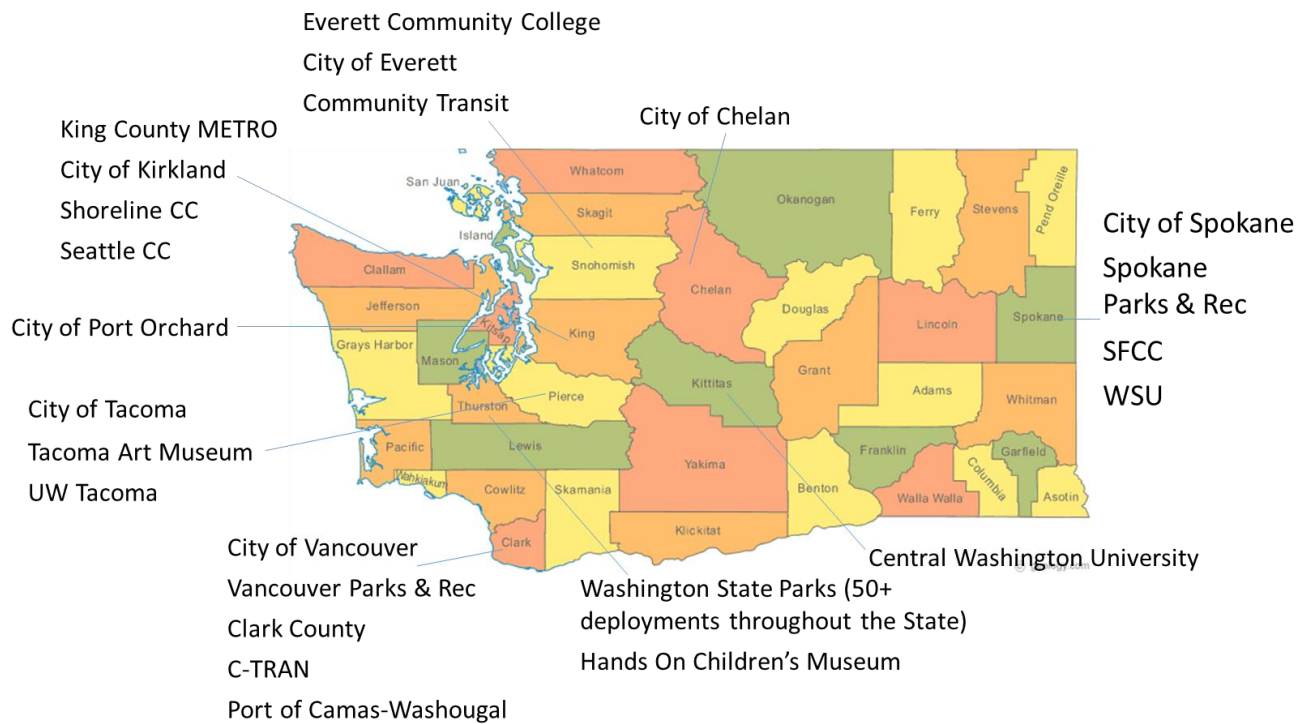 Everett Community College
City of Everett
Community Transit
City of Chelan
King County METRO
City of Kirkland
Shoreline CC
Seattle CC
City of Port Orchard
City of Tacoma
Tacoma Art Museum
UW Tacoma
City of Vancouver
Vancouver Parks & Rec
Clark County
C-TRAN
Port of Camas-Washougal
Washington State Parks (50+
deployments throughout the State)
Hands On Children’s Museum
Central Washington University
City of Spokane
Spokane
Parks & Rec
SFCC
WSU
San Juan
Whatcom
Skagit
Island
Snohomish
Okanogan
Ferry
Stevens
Pend Oreille
Clallam
Jefferson
Chelan
Douglas
Lincoln
Spokane
Kitsap
King
Grays Harbor
Mason
Kittitas
Grant
Adams
Whitman
Thurston
Pierce
Pacific
Lewis
Yakima
Franklin
Garfield
Columbia
Asotin
Wahkiakum
Cowlitz
Skamania
Benton
Walla Walla
Clark
Klickitat